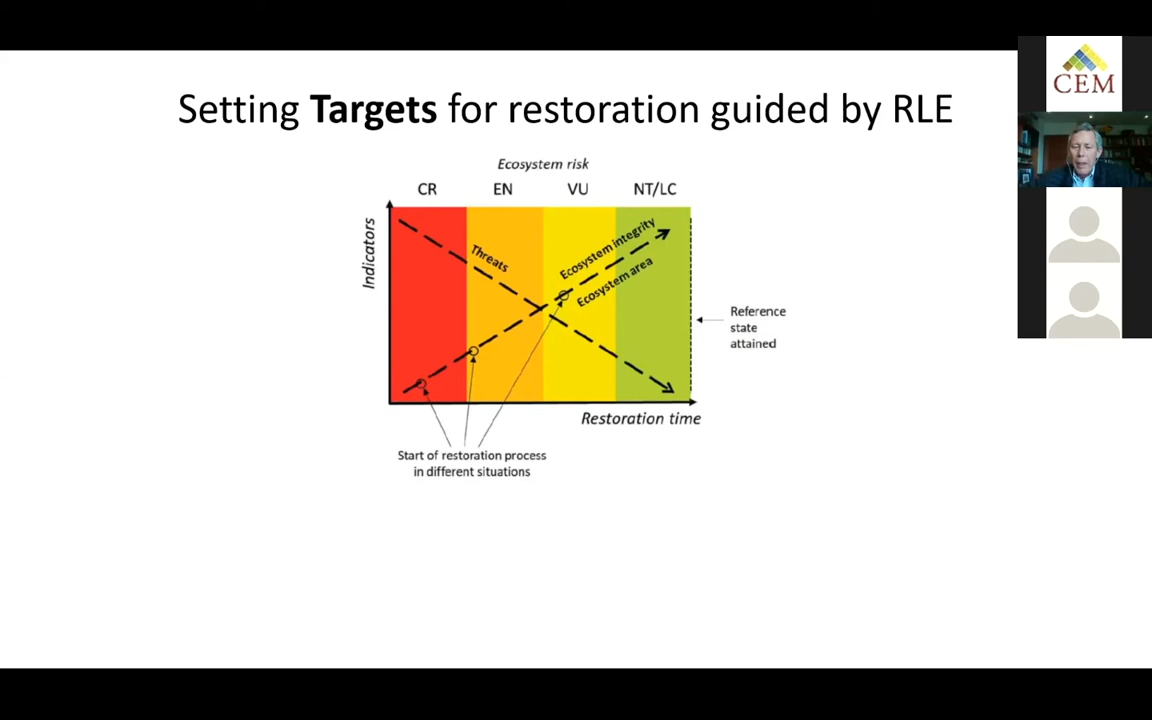 Setting Targets for restoration guided by RLE
CEM
Ecosystem risk
CR EN VU NT/LC
Indicators
Threats
Ecosystem integrity
Ecosystem area
Reference
state
attained
Restoration time
Start of restoration process
in different situations